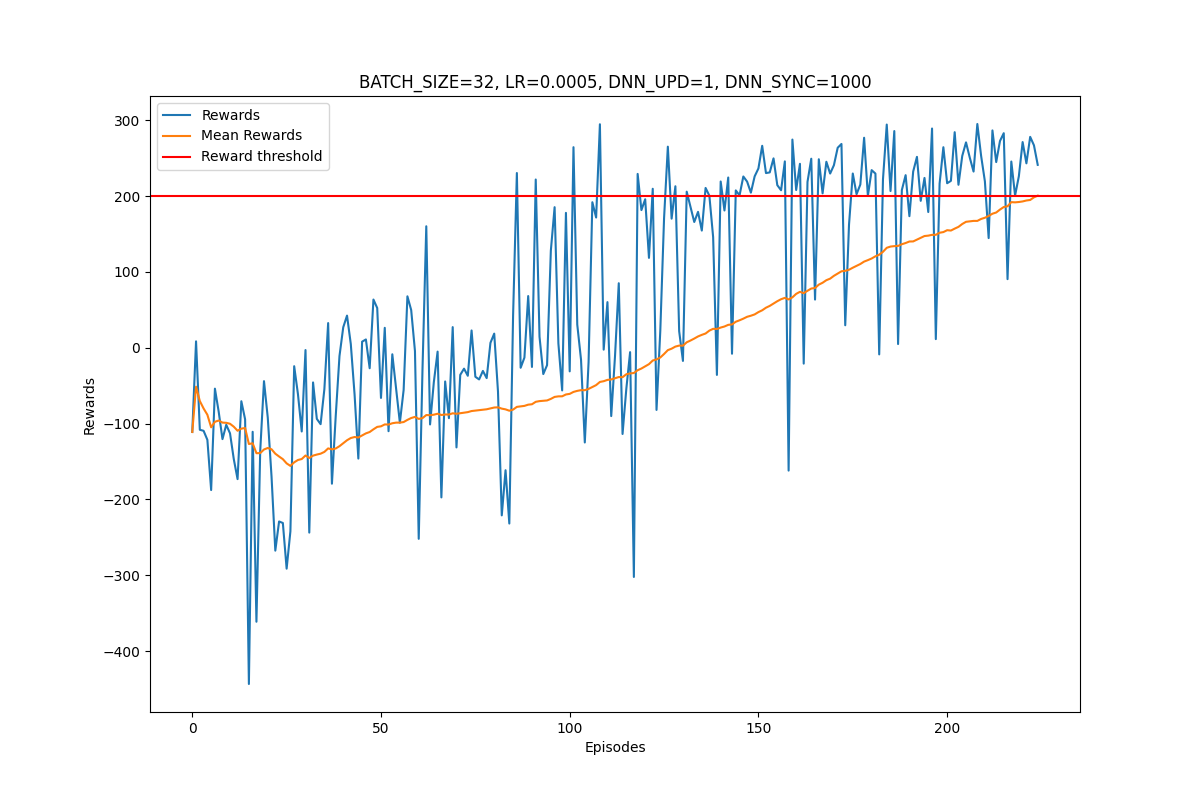 BATCH_SIZE=32, LR=0.0005, DNN_UPD=1, DNN_SYNC=1000
Rewards
Mean Rewards
Reward threshold
300
200
100
0
−100
−200
−300
−400
Rewards
0 50 100 150 200
Episodes